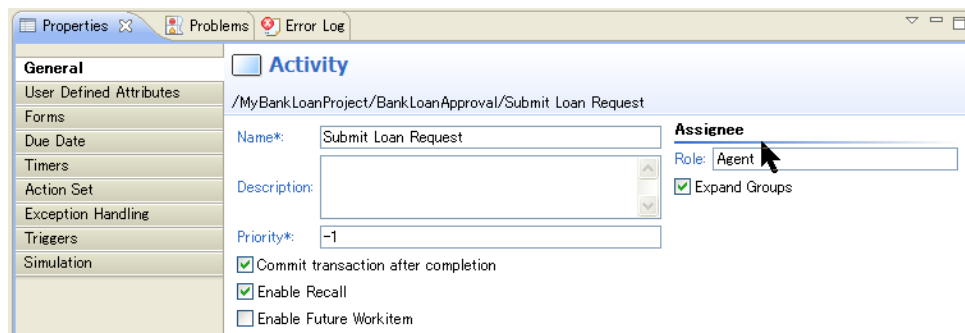 Properties Problems Error Log
General
User Defined Attributes
Forms
Due Date
Timers
Action Set
Exception Handling
Triggers
Simulation
Activity
/MyBankLoanProject/BankLoanApproval/Submit Loan Request
Name*: Submit Loan Request
Description:
Priority*: -1
Commit transaction after completion
Enable Recall
Enable Future Workitem
Assignee
Role: Agent
Expand Groups